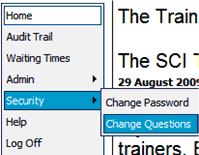 Home
Audit Trail
Waiting Times
Admin
Security
Help
Log Off
Change Password
Change Questions
The Train
The SCI T
29 August 2009
trainers. E